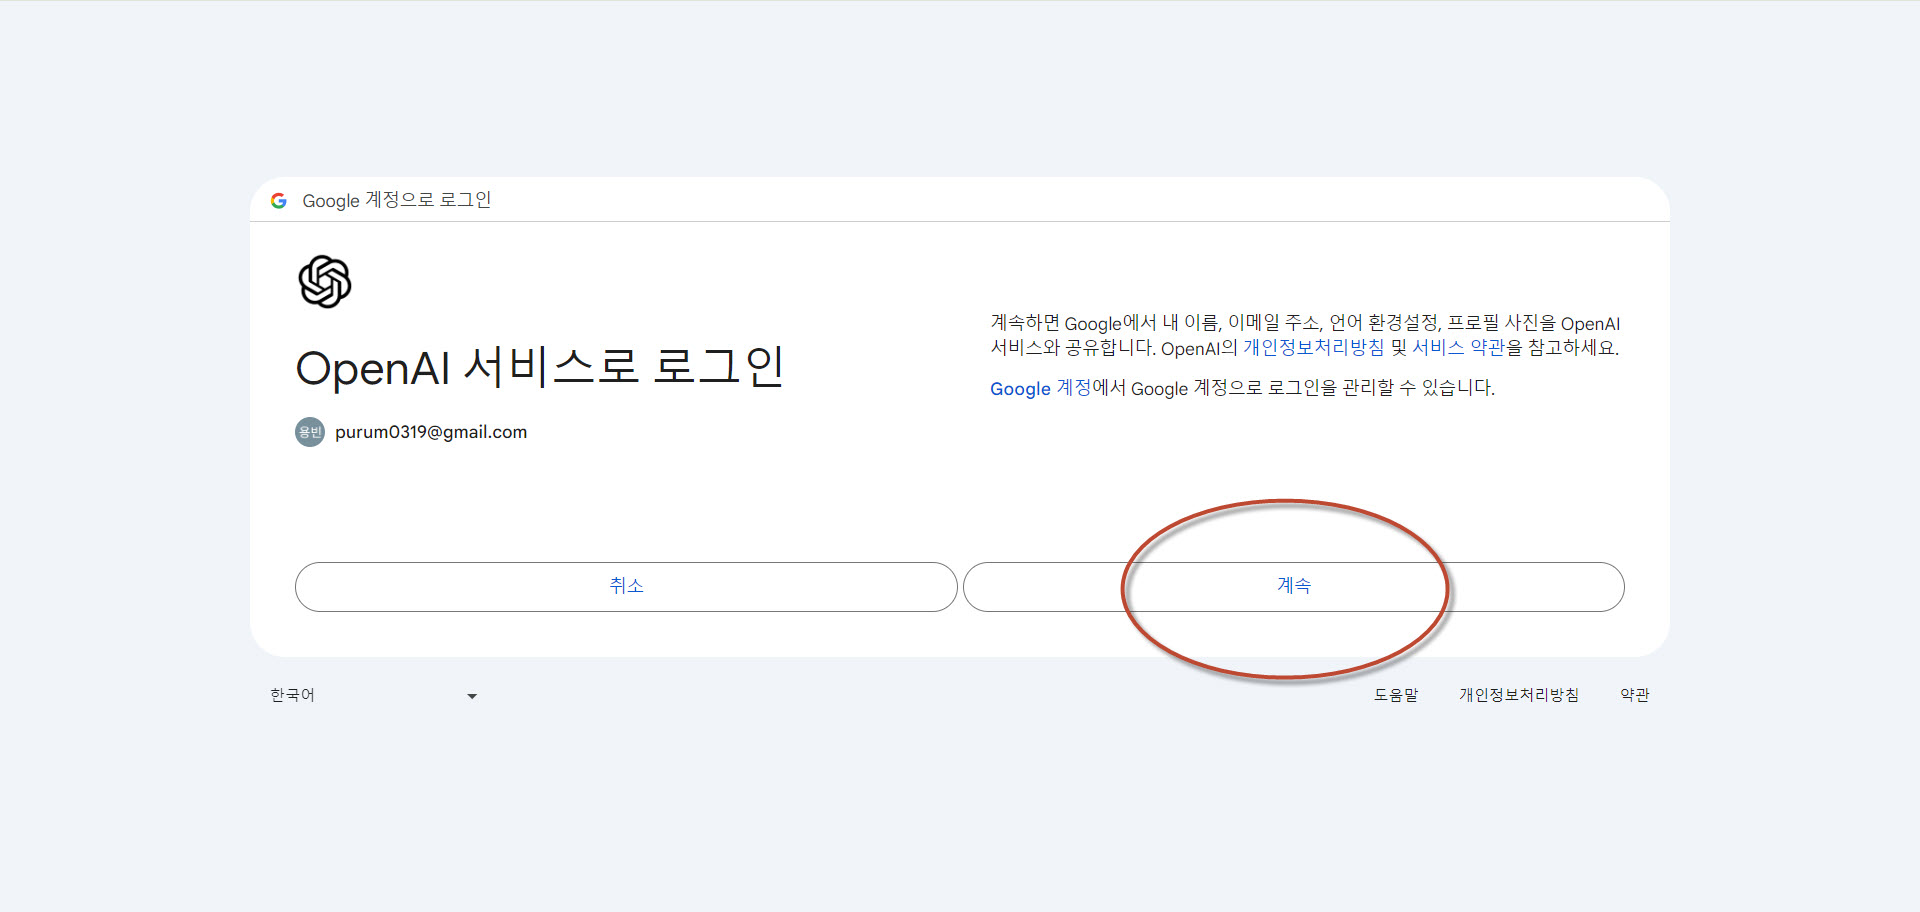 Google 계정으로 로그인
OpenAI 서비스로 로그인
용빈 purum0319@gmail.com
계속하면 Google에서 내 이름, 이메일 주소, 언어 환경설정, 프로필 사진을 OpenAI
서비스와 공유합니다. OpenAI의 개인정보처리방침 및 서비스 약관을 참고하세요.
Google 계정에서 Google 계정으로 로그인을 관리할 수 있습니다.
취소
계속
한국어
도움말 개인정보처리방침 약관